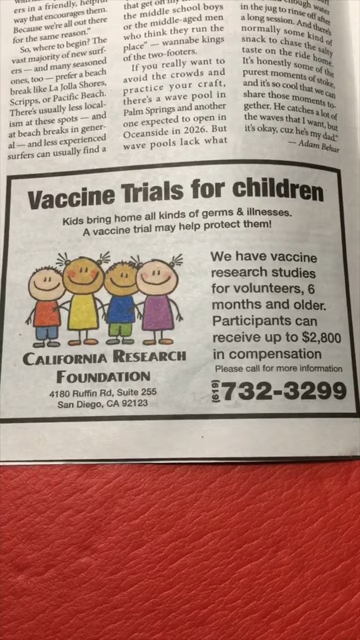 ers in a friendly, helpful
way that encourages them.
Because we're all out there
for the same reason."
So, where to begin? The
vast majority of new surf-
ers — and many seasoned
ones, too — prefer a beach
break like La Jolla Shores,
Scripps, or Pacific Beach.
There's usually less local-
ism at these spots — and
at beach breaks in gener-
al — and less experienced
surfers can usually find a
that get on
the middle school boys
or the middle-aged men
who think they run the
place" — wannabe kings
of the two-footers.
If you really want to
avoid the crowds and
practice your craft,
there's a wave pool in
Palm Springs and another
one expected to open in
Oceanside in 2026. But
wave pools lack what
in the jug to rinse off after
a long session. And there's
normally some kind of
snack to chase the salty
taste on the ride home.
It's honestly some of the
purest moments of stoke,
and it's so cool that we can
share those moments to-
gether. He catches a lot of
the waves that I want, but
it's okay, cuz he's my dad."
— Adam Behar
Vaccine Trials for children
Kids bring home all kinds of germs & illnesses.
A vaccine trial may help protect them!
We have vaccine
research studies
for volunteers, 6
months and older.
Participants can
receive up to $2,800
in compensation
Please call for more information
(619) 732-3299
CALIFORNIA RESEARCH
FOUNDATION
4180 Ruffin Rd, Suite 255
San Diego, CA 92123